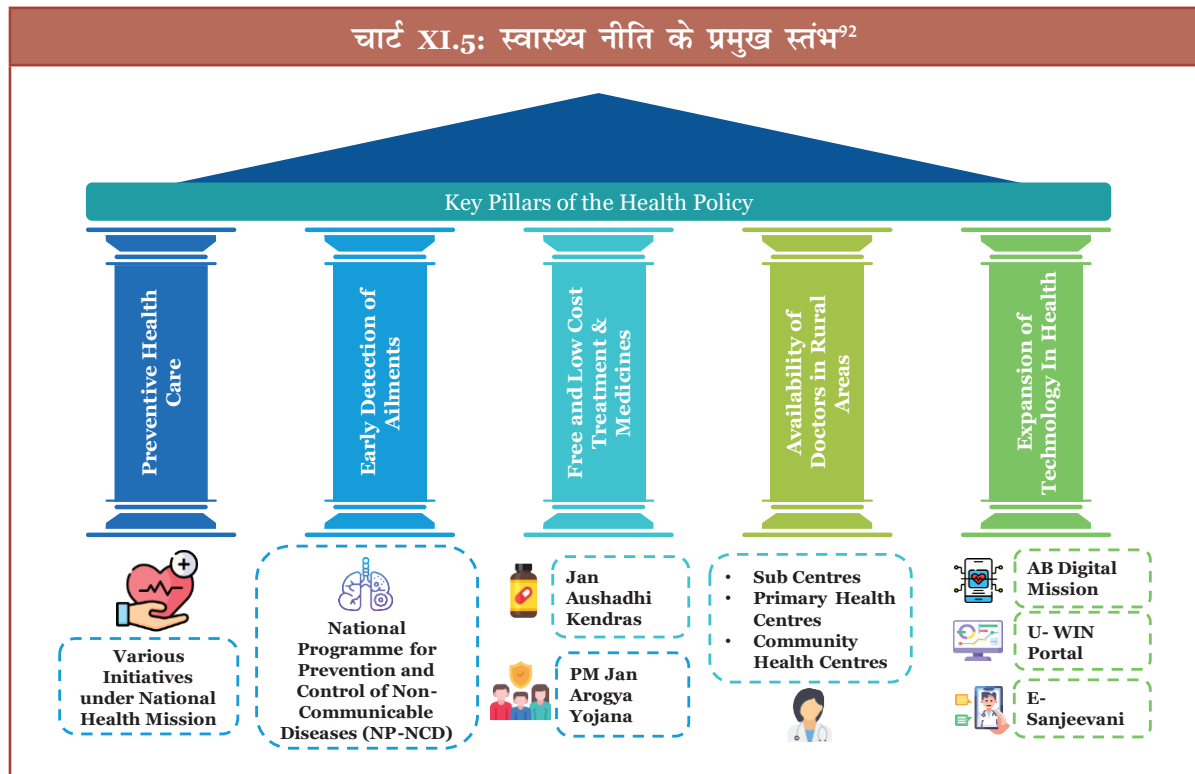 चार्ट XI.5: स्वास्थ्य नीति के प्रमुख स्तंभ⁹²
Key Pillars of the Health Policy
Preventive Health
Care
Early Detection of
Ailments
Free and Low Cost
Treatment &
Medicines
Availability of
Doctors in Rural
Areas
Expansion of
Technology In Health
Various
Initiatives
under National
Health Mission
National
Programme for
Prevention and
Control of Non-
Communicable
Diseases (NP-NCD)
Jan
Aushadhi
Kendras
PM Jan
Arogya
Yojana
• Sub Centres
• Primary Health
Centres
• Community
Health Centres
AB Digital
Mission
U- WIN
Portal
E-
Sanjeevani